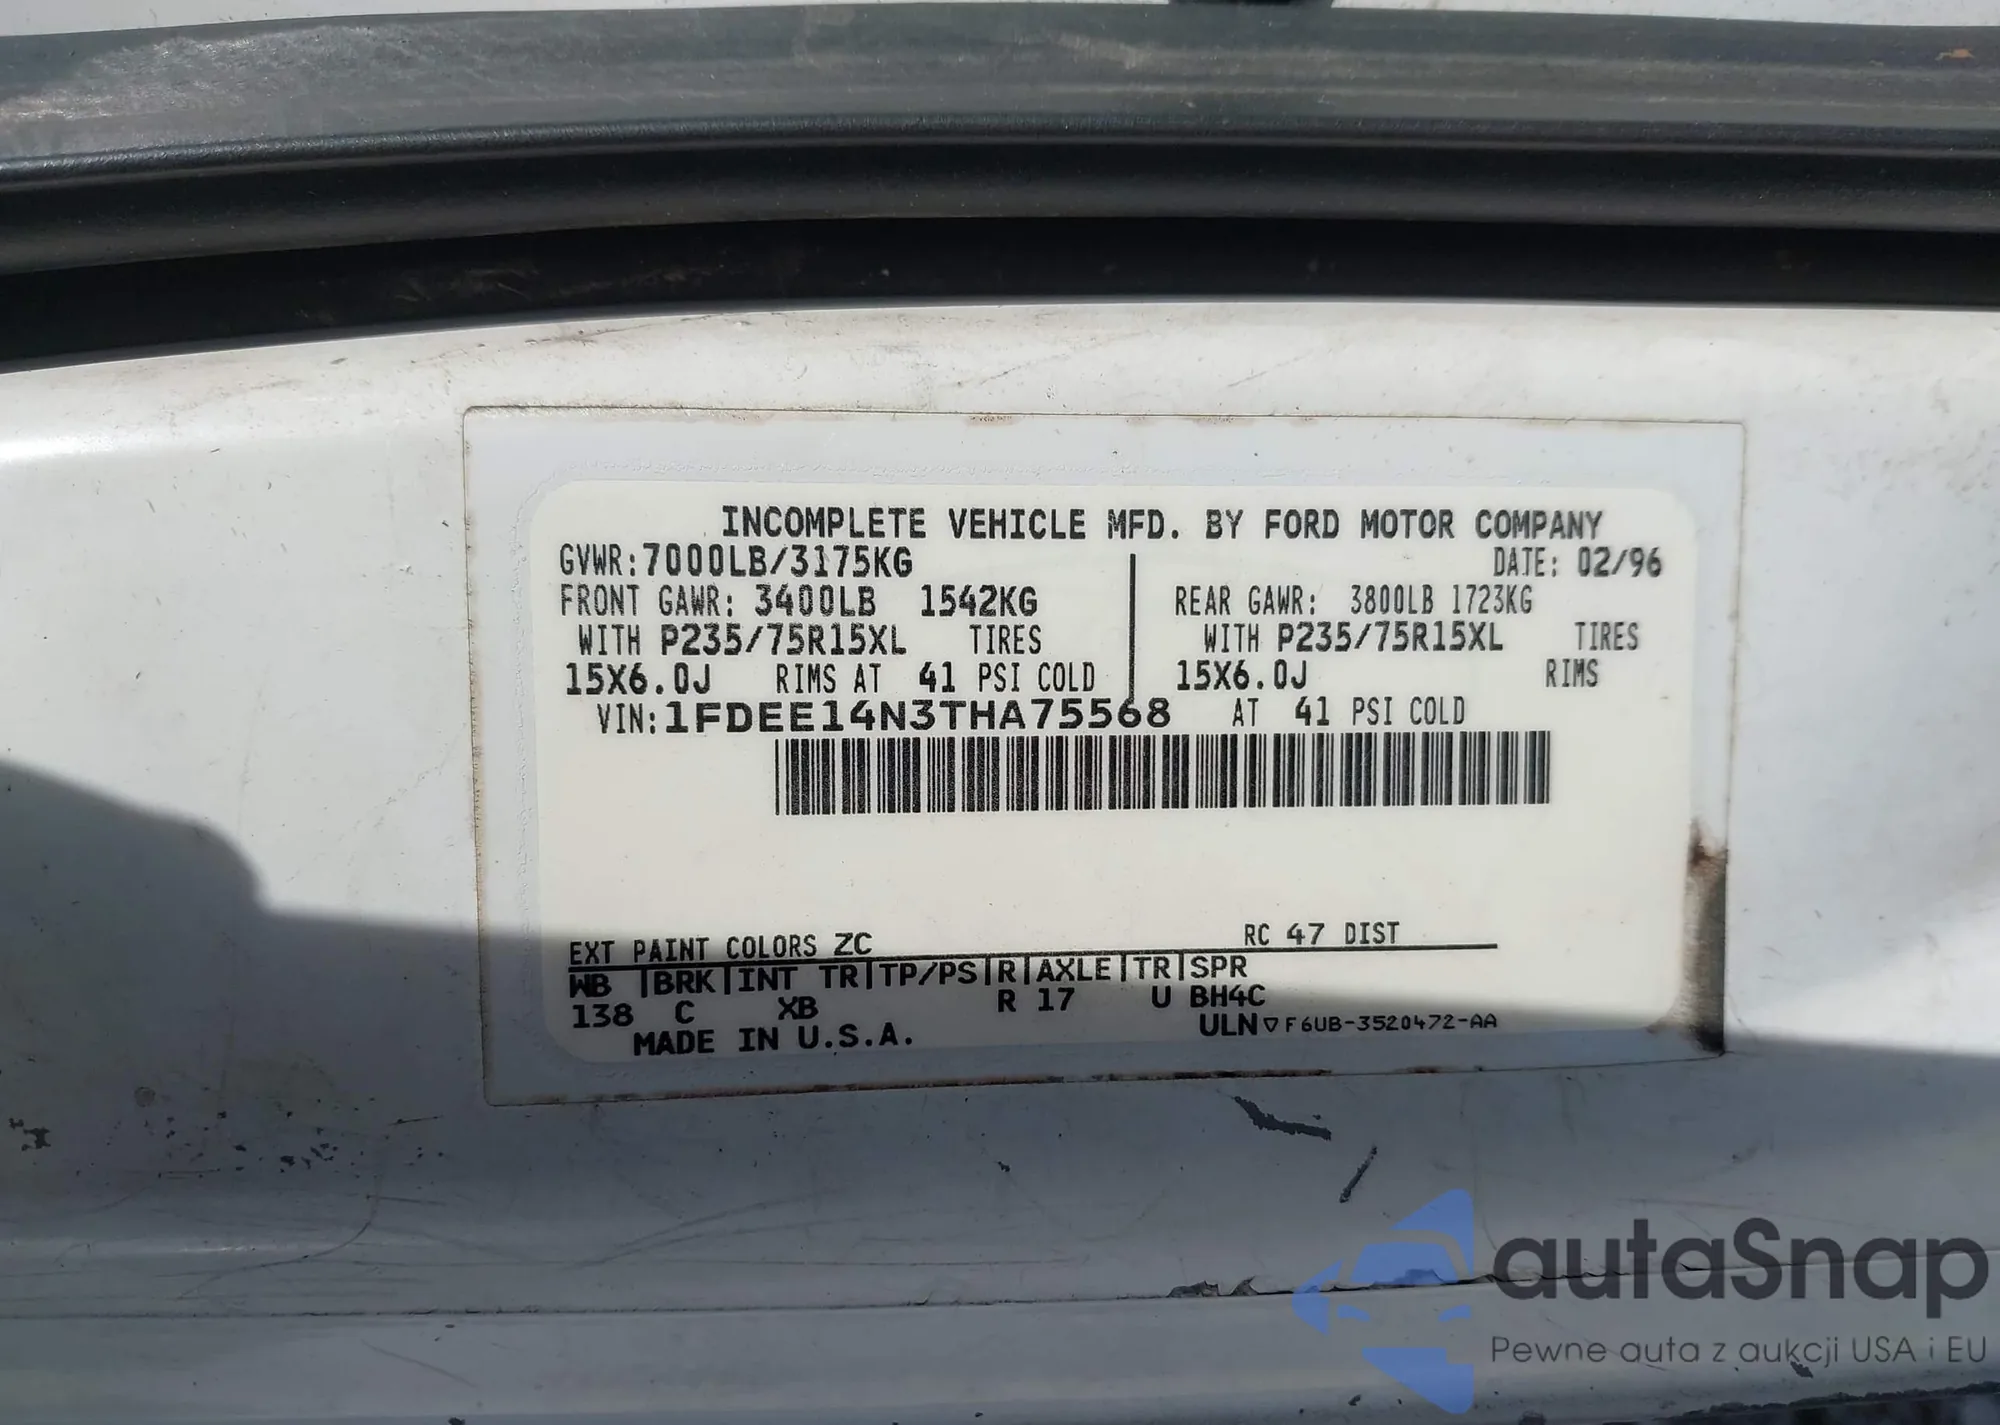 INCOMPLETE VEHICLE MFD. BY FORD MOTOR COMPANY
GVWR:7000LB/3175KG DATE: 02/96
FRONT GAWR: 3400LB 1542KG REAR GAWR: 3800LB 1723KG
WITH P235/75R15XL TIRES WITH P235/75R15XL TIRES
15X6.0J RIMS AT 41 PSI COLD 15X6.0J RIMS
VIN:1FDEE14N3THA75568 AT 41 PSI COLD
EXT PAINT COLORS ZC RC 47 DIST
WB |BRK|INT TR|TP/PS|R|AXLE|TR|SPR
138 C XB R 17 U BH4C
MADE IN U.S.A. ULN▽F6UB-3520472-AA
autaSnap
Pewne auta z aukcji USA i EU